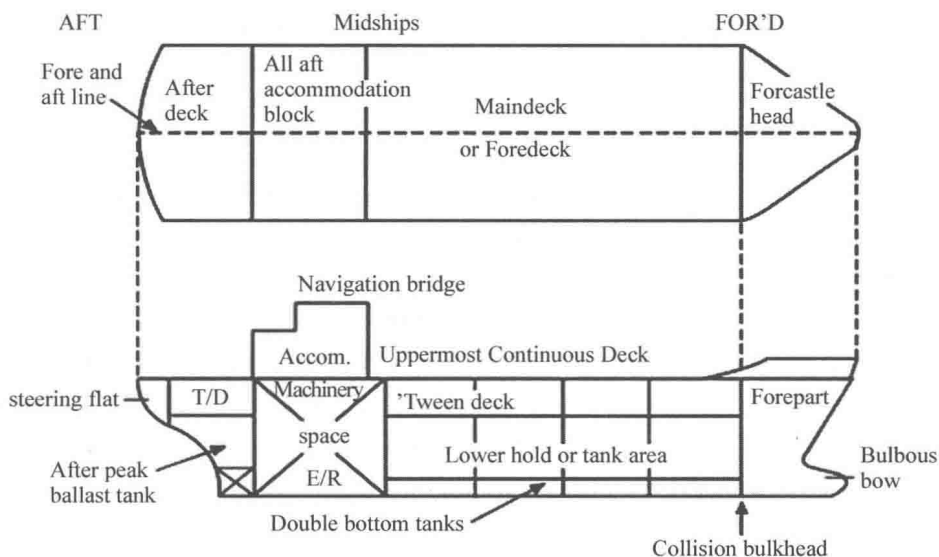 AFT
Midships
FOR'D
Fore and
aft line
After
deck
All aft
accommodation
block
Maindeck
or Foredeck
Forcastle
head
Navigation bridge
Accom.
Uppermost Continuous Deck
steering flat
T/D
Machinery
space
E/R
'Tween deck
Forepart
Lower hold or tank area
After peak
ballast tank
Double bottom tanks
Bulbous
bow
Collision bulkhead